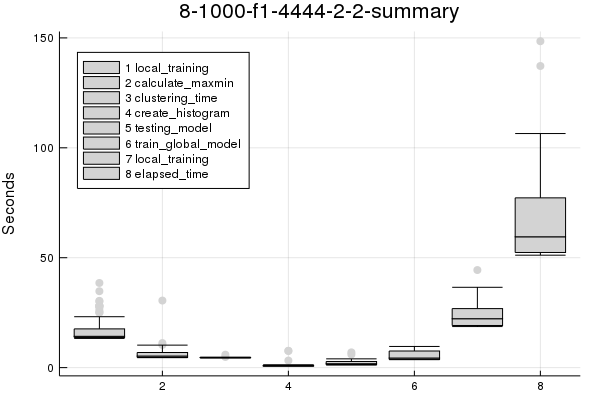 8-1000-f1-4444-2-2-summary
150
100
50
0
Seconds
1 local_training
2 calculate_maxmin
3 clustering_time
4 create_histogram
5 testing_model
6 train_global_model
7 local_training
8 elapsed_time
2 4 6 8